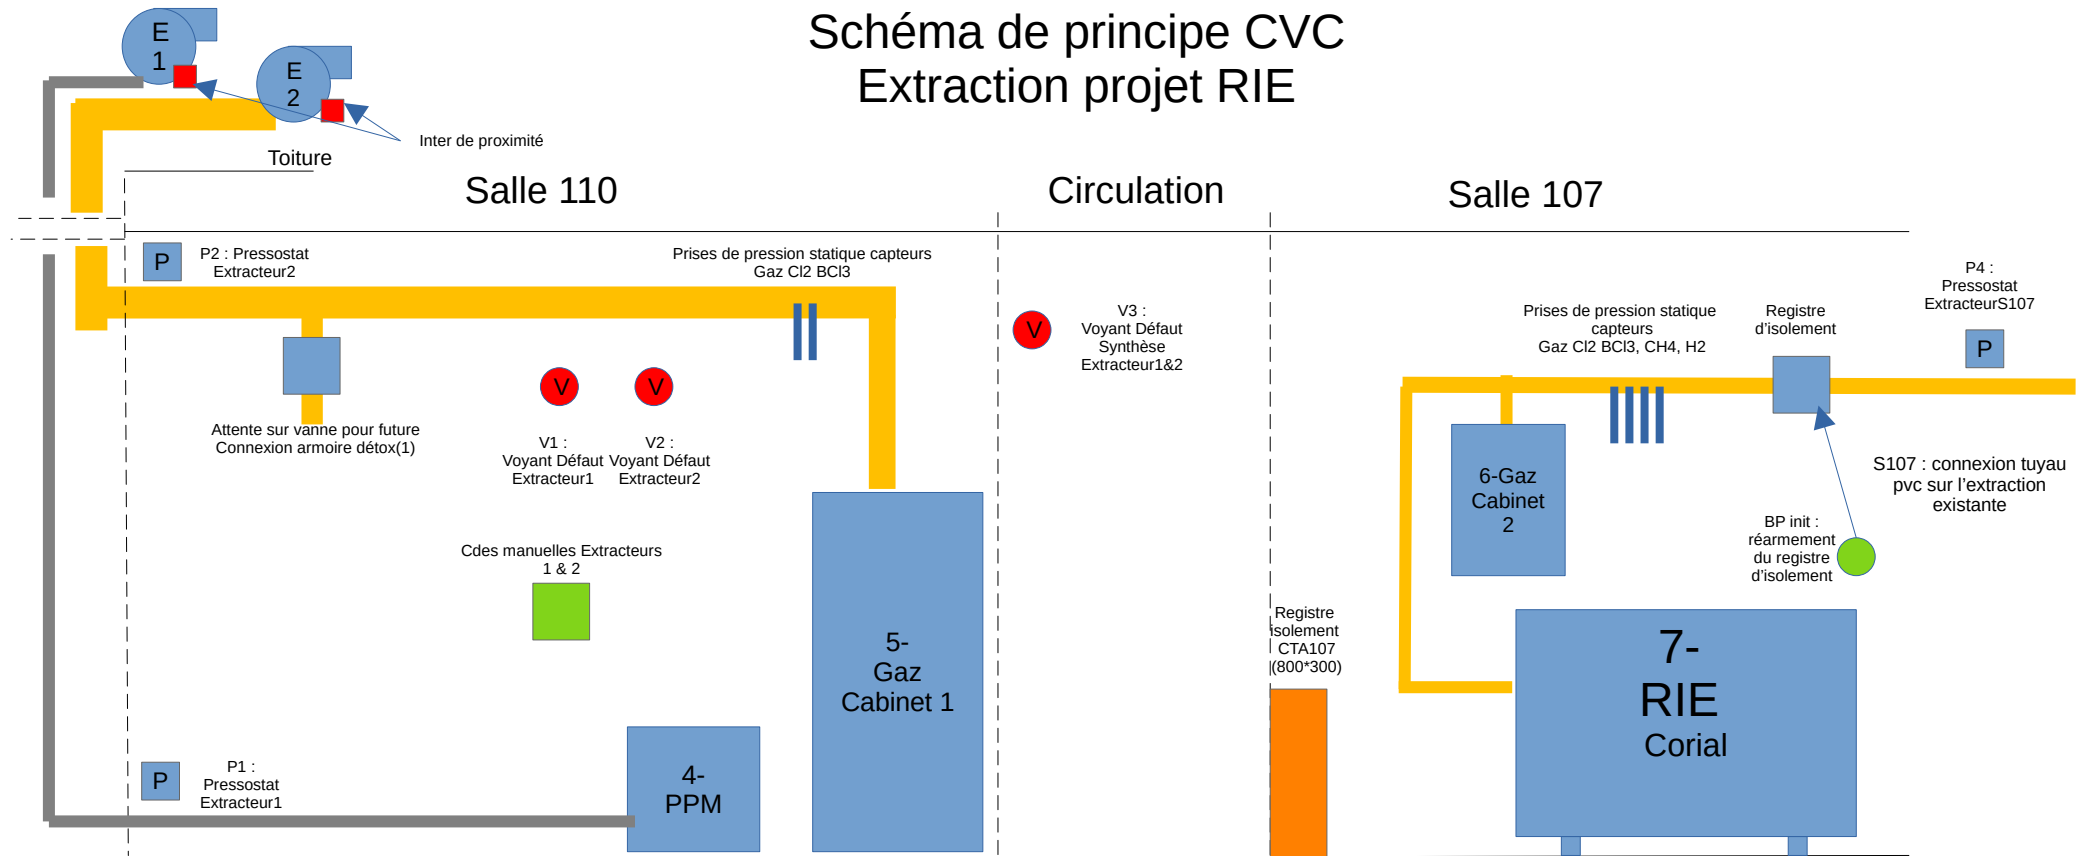 Schéma de principe CVC
Extraction projet RIE
E
1
E
2
Inter de proximité
Toiture
Salle 110
Circulation
Salle 107
P
P2 : Pressostat
Extracteur2
Prises de pression statique capteurs
Gaz Cl2 BCl3
V
V3 :
Voyant Défaut
Synthèse
Extracteur1&2
Prises de pression statique
capteurs
Gaz Cl2 BCl3, CH4, H2
Registre
d’isolement
P4 :
Pressostat
ExtracteurS107
P
Attente sur vanne pour future
Connexion armoire détox(1)
V
V
V1 :
Voyant Défaut
Extracteur1
V2 :
Voyant Défaut
Extracteur2
Cdes manuelles Extracteurs
1 & 2
5-
Gaz
Cabinet 1
4-
PPM
P
P1 :
Pressostat
Extracteur1
6-Gaz
Cabinet
2
S107 : connexion tuyau
pvc sur l’extraction
existante
BP init :
réarmement
du registre
d’isolement
Registre
isolement
CTA107
(800*300)
7-
RIE
Corial